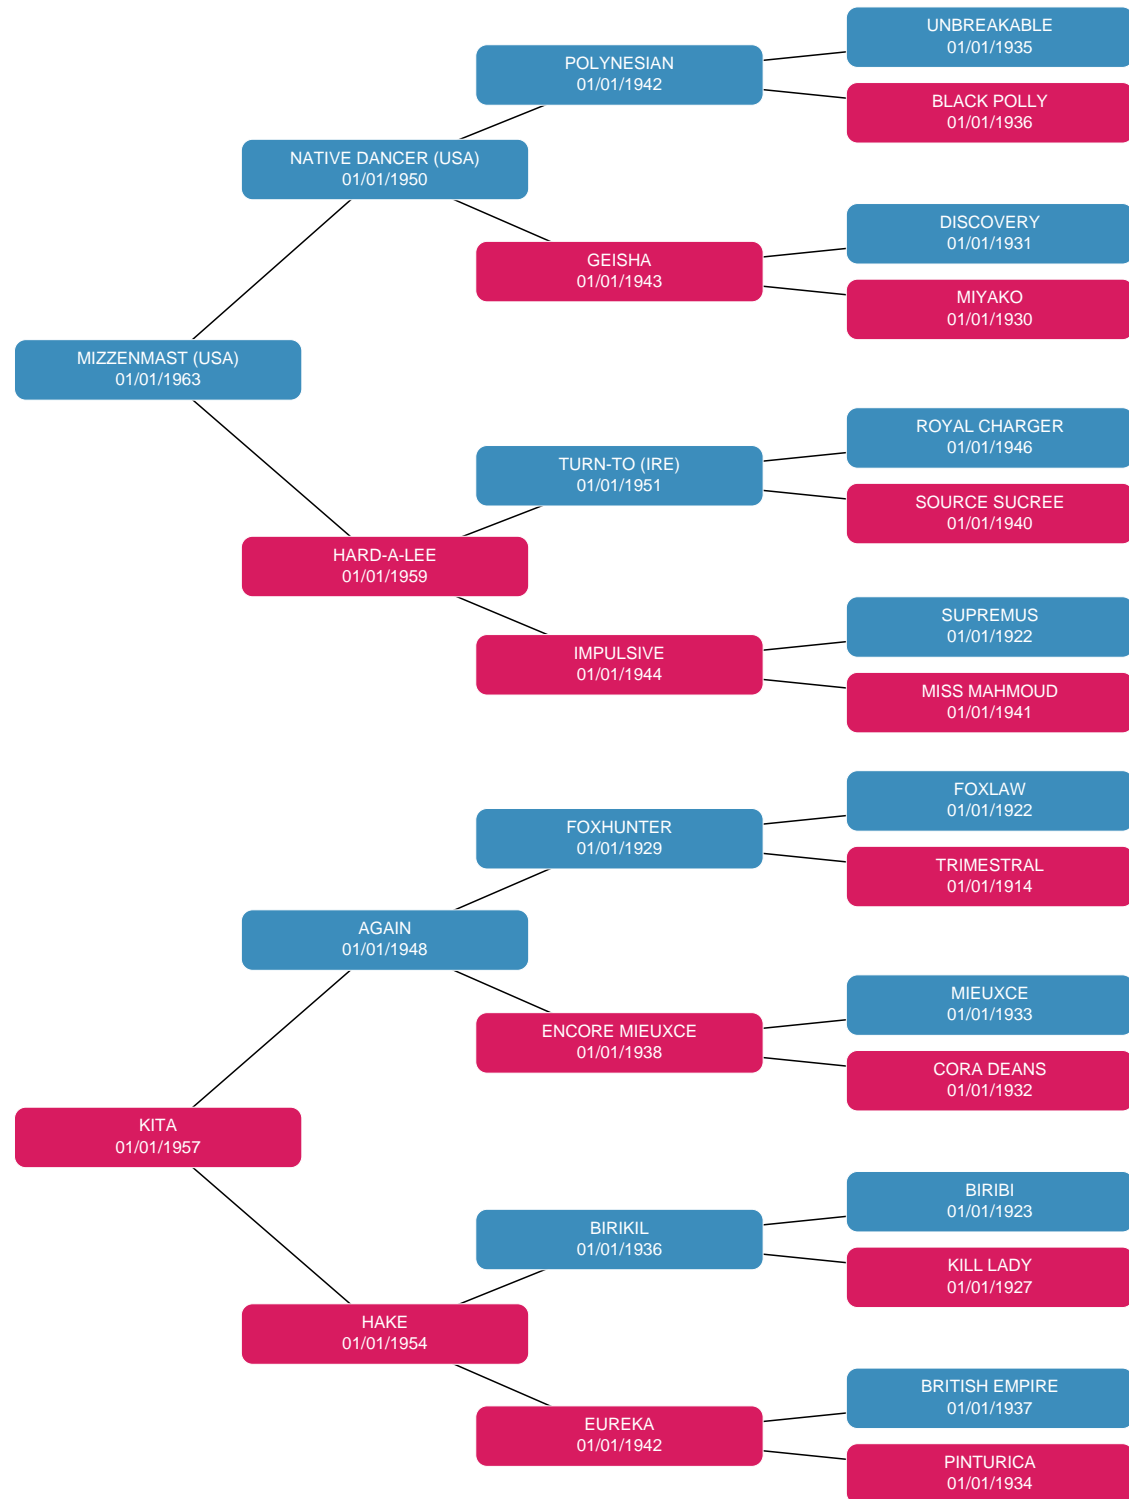 UNBREAKABLE
01/01/1935
POLYNESIAN
01/01/1942
BLACK POLLY
01/01/1936
NATIVE DANCER (USA)
01/01/1950
DISCOVERY
01/01/1931
GEISHA
01/01/1943
MIYAKO
01/01/1930
MIZZENMAST (USA)
01/01/1963
ROYAL CHARGER
01/01/1946
TURN-TO (IRE)
01/01/1951
SOURCE SUCREE
01/01/1940
HARD-A-LEE
01/01/1959
SUPREMUS
01/01/1922
IMPULSIVE
01/01/1944
MISS MAHMOUD
01/01/1941
FOXLAW
01/01/1922
FOXHUNTER
01/01/1929
TRIMESTRAL
01/01/1914
AGAIN
01/01/1948
MIEUXCE
01/01/1933
ENCORE MIEUXCE
01/01/1938
CORA DEANS
01/01/1932
KITA
01/01/1957
BIRIBI
01/01/1923
BIRIKIL
01/01/1936
KILL LADY
01/01/1927
HAKE
01/01/1954
BRITISH EMPIRE
01/01/1937
EUREKA
01/01/1942
PINTURICA
01/01/1934